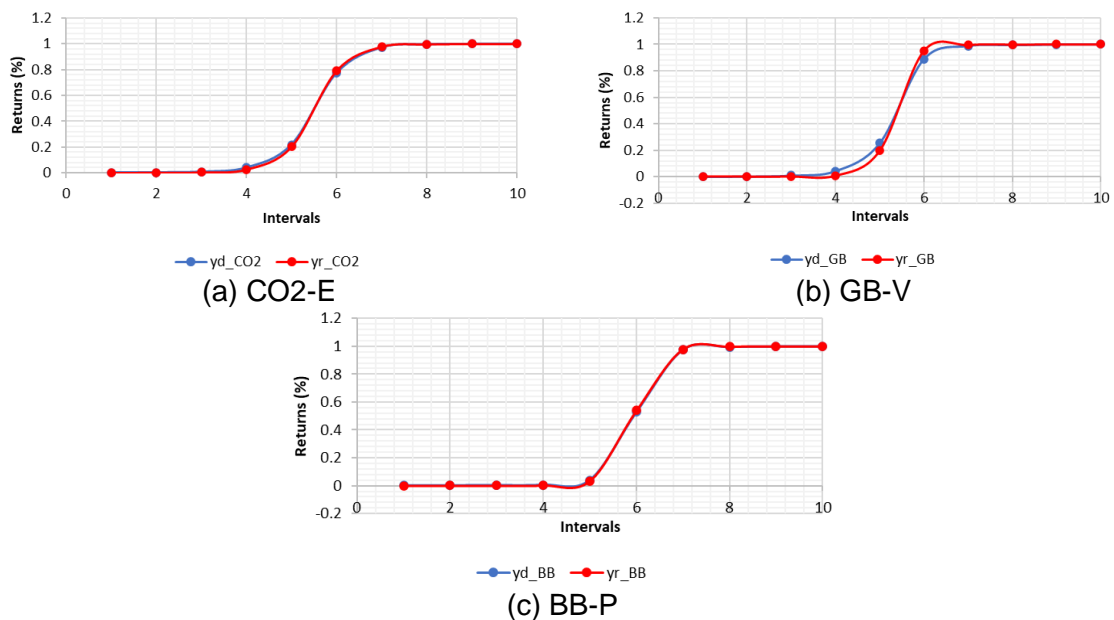 1.2
1
0.8
0.6
0.4
0.2
0
Returns (%)
0 2 4 6 8 10
Intervals
yd_CO2 yr_CO2
(a) CO2-E
1.2
1
0.8
0.6
0.4
0.2
0
-0.2
Returns (%)
0 2 4 6 8 10
Intervals
yd_GB yr_GB
(b) GB-V
1.2
1
0.8
0.6
0.4
0.2
0
-0.2
Returns (%)
0 2 4 6 8 10
Intervals
yd_BB yr_BB
(c) BB-P